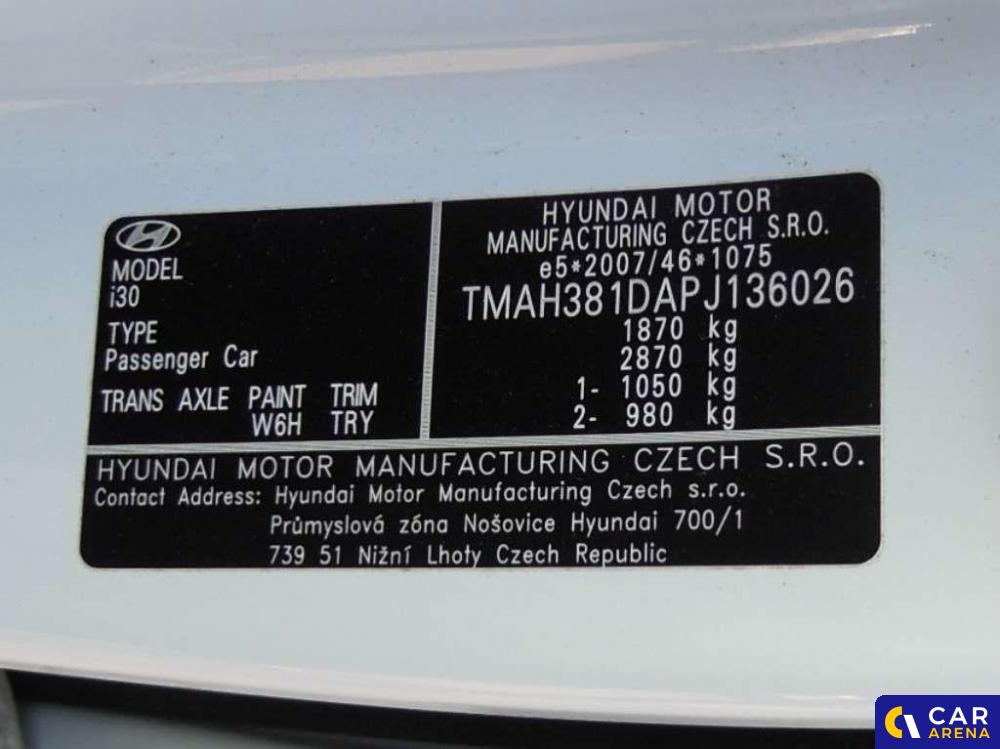 MODEL
i30
TYPE
Passenger Car
TRANS AXLE PAINT TRIM
W6H TRY
HYUNDAI MOTOR
MANUFACTURING CZECH S.R.O.
e5*2007/46*1075
TMAH381DAPJ136026
1870 kg
2870 kg
1- 1050 kg
2- 980 kg
HYUNDAI MOTOR MANUFACTURING CZECH S.R.O.
Contact Address: Hyundai Motor Manufacturing Czech s.r.o.
Průmyslová zóna Nošovice Hyundai 700/1
739 51 Nižní Lhoty Czech Republic
CAR
ARENA